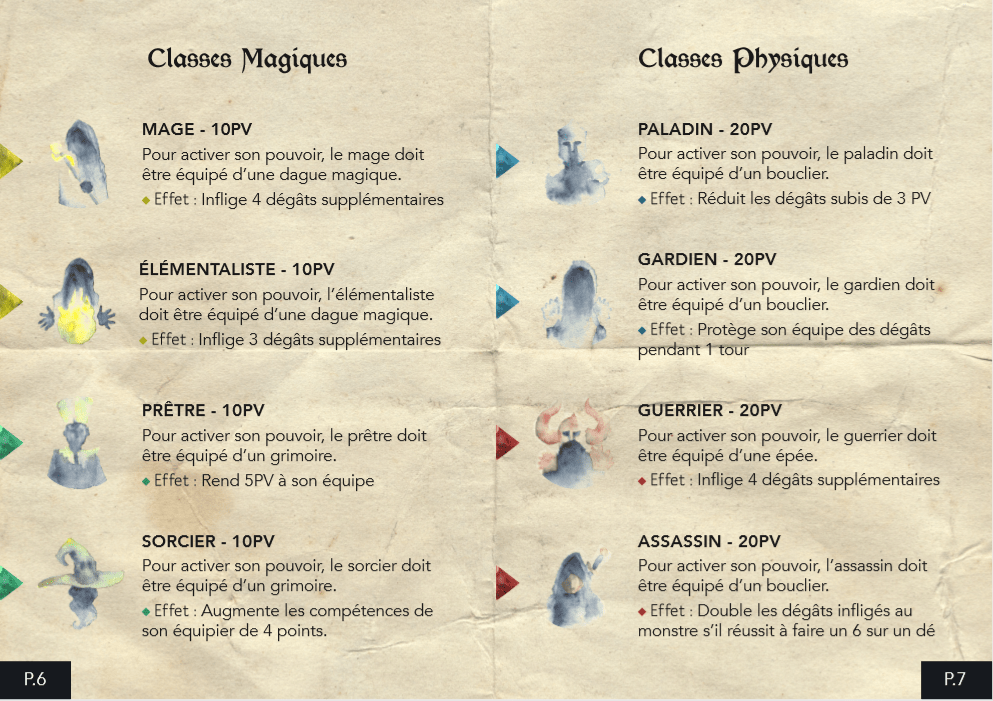 Classes Magiques
MAGE - 10PV
Pour activer son pouvoir, le mage doit
être équipé d'une dague magique.
Effet : Inflige 4 dégâts supplémentaires
ÉLÉMENTALISTE - 10PV
Pour activer son pouvoir, l'élémentaliste
doit être équipé d'une dague magique.
Effet : Inflige 3 dégâts supplémentaires
PRÊTRE - 10PV
Pour activer son pouvoir, le prêtre doit
être équipé d'un grimoire.
Effet : Rend 5PV à son équipe
SORCIER - 10PV
Pour activer son pouvoir, le sorcier doit
être équipé d'un grimoire.
Effet : Augmente les compétences de
son équipier de 4 points.
P.6
Classes Physiques
PALADIN - 20PV
Pour activer son pouvoir, le paladin doit
être équipé d'un bouclier.
Effet : Réduit les dégâts subis de 3 PV
GARDIEN - 20PV
Pour activer son pouvoir, le gardien doit
être équipé d'un bouclier.
Effet : Protège son équipe des dégâts
pendant 1 tour
GUERRIER - 20PV
Pour activer son pouvoir, le guerrier doit
être équipé d'une épée.
Effet : Inflige 4 dégâts supplémentaires
ASSASSIN - 20PV
Pour activer son pouvoir, l'assassin doit
être équipé d'un bouclier.
Effet : Double les dégâts infligés au
monstre s'il réussit à faire un 6 sur un dé
P.7